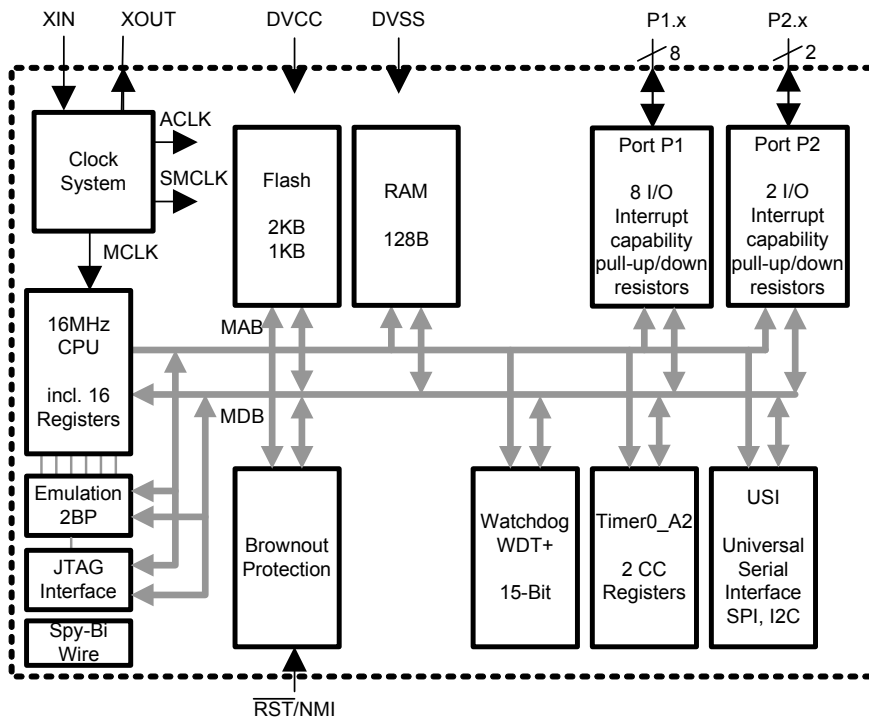 XIN
XOUT
DVCC
DVSS
P1.x
P2.x
8
2
ACLK
SMCLK
MCLK
Clock
System
Flash
2KB
1KB
RAM
128B
Port P1
8 I/O
Interrupt
capability
pull-up/down
resistors
Port P2
2 I/O
Interrupt
capability
pull-up/down
resistors
16MHz
CPU
incl. 16
Registers
MAB
MDB
Emulation
2BP
JTAG
Interface
Spy-Bi
Wire
Brownout
Protection
Watchdog
WDT+
15-Bit
Timer0_A2
2 CC
Registers
USI
Universal
Serial
Interface
SPI, I2C
RST/NMI